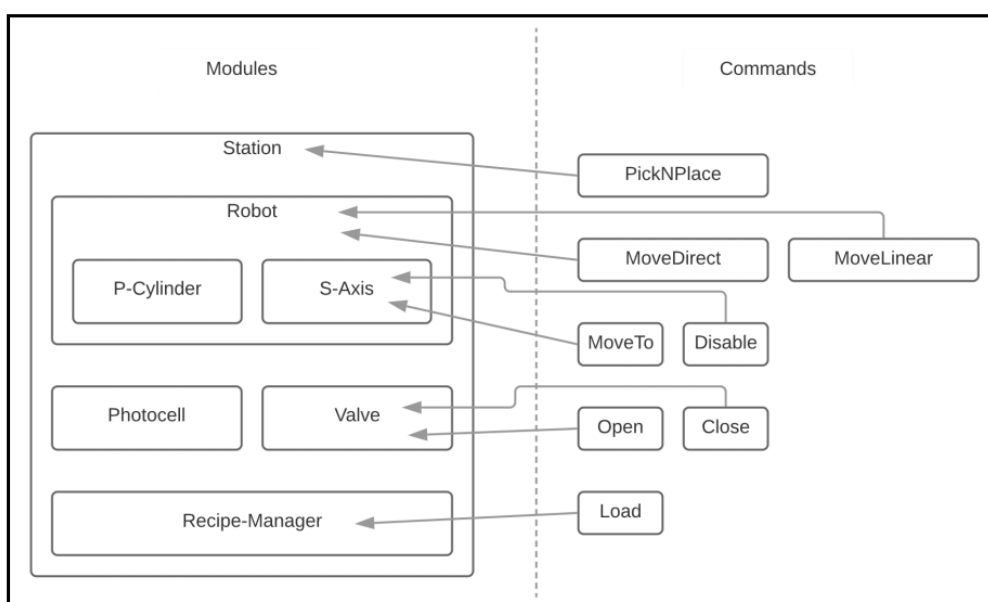 Modules
Commands
Station
PickNPlace
Robot
MoveDirect
MoveLinear
P-Cylinder
S-Axis
MoveTo
Disable
Photocell
Valve
Open
Close
Recipe-Manager
Load